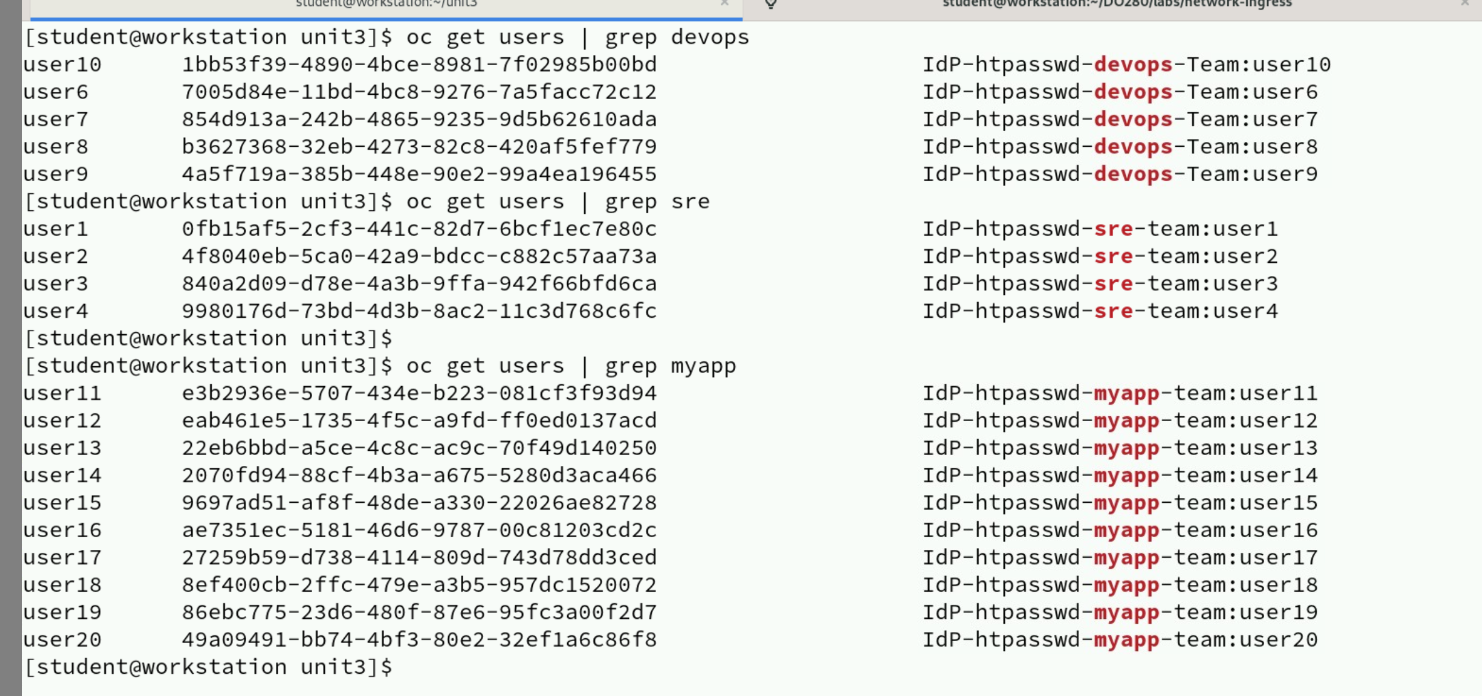 student@workstation:~/unit3 × student@workstation:~/DO280/labs/network-ingress ×
[student@workstation unit3]$ oc get users | grep devops
user10 1bb53f39-4890-4bce-8981-7f02985b00bd IdP-htpasswd-devops-Team:user10
user6 7005d84e-11bd-4bc8-9276-7a5facc72c12 IdP-htpasswd-devops-Team:user6
user7 854d913a-242b-4865-9235-9d5b62610ada IdP-htpasswd-devops-Team:user7
user8 b3627368-32eb-4273-82c8-420af5fef779 IdP-htpasswd-devops-Team:user8
user9 4a5f719a-385b-448e-90e2-99a4ea196455 IdP-htpasswd-devops-Team:user9
[student@workstation unit3]$ oc get users | grep sre
user1 0fb15af5-2cf3-441c-82d7-6bcf1ec7e80c IdP-htpasswd-sre-team:user1
user2 4f8040eb-5ca0-42a9-bdcc-c882c57aa73a IdP-htpasswd-sre-team:user2
user3 840a2d09-d78e-4a3b-9ffa-942f66bfd6ca IdP-htpasswd-sre-team:user3
user4 9980176d-73bd-4d3b-8ac2-11c3d768c6fc IdP-htpasswd-sre-team:user4
[student@workstation unit3]$
[student@workstation unit3]$ oc get users | grep myapp
user11 e3b2936e-5707-434e-b223-081cf3f93d94 IdP-htpasswd-myapp-team:user11
user12 eab461e5-1735-4f5c-a9fd-ff0ed0137acd IdP-htpasswd-myapp-team:user12
user13 22eb6bbd-a5ce-4c8c-ac9c-70f49d140250 IdP-htpasswd-myapp-team:user13
user14 2070fd94-88cf-4b3a-a675-5280d3aca466 IdP-htpasswd-myapp-team:user14
user15 9697ad51-af8f-48de-a330-22026ae82728 IdP-htpasswd-myapp-team:user15
user16 ae7351ec-5181-46d6-9787-00c81203cd2c IdP-htpasswd-myapp-team:user16
user17 27259b59-d738-4114-809d-743d78dd3ced IdP-htpasswd-myapp-team:user17
user18 8ef400cb-2ffc-479e-a3b5-957dc1520072 IdP-htpasswd-myapp-team:user18
user19 86ebc775-23d6-480f-87e6-95fc3a00f2d7 IdP-htpasswd-myapp-team:user19
user20 49a09491-bb74-4bf3-80e2-32ef1a6c86f8 IdP-htpasswd-myapp-team:user20
[student@workstation unit3]$